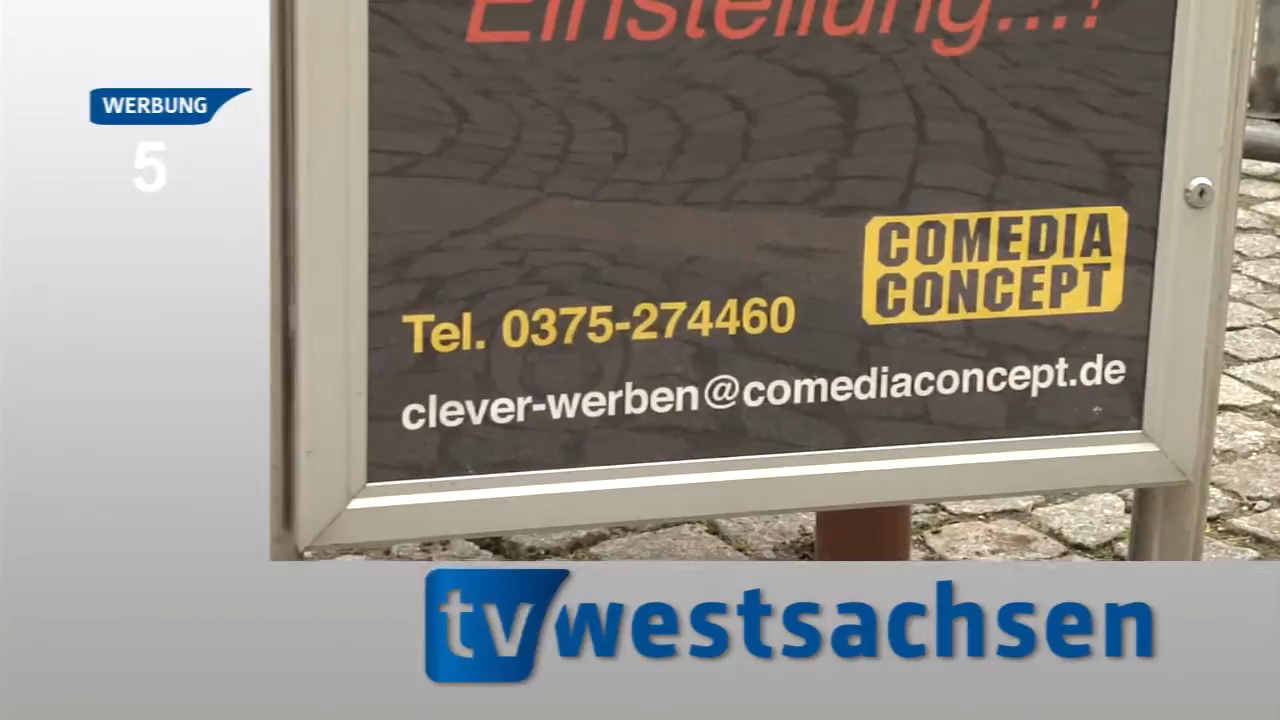 Einstellung...?
WERBUNG
5
COMEDIA
CONCEPT
Tel. 0375-274460
clever-werben@comediaconcept.de
tv westsachsen